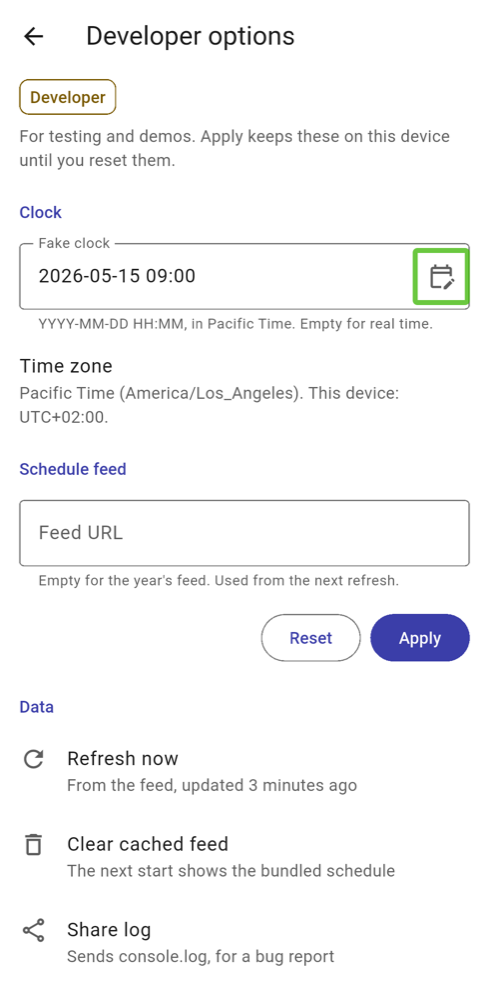 Developer options
Developer
For testing and demos. Apply keeps these on this device
until you reset them.
Clock
Fake clock
2026-05-15 09:00
YYYY-MM-DD HH:MM, in Pacific Time. Empty for real time.
Time zone
Pacific Time (America/Los_Angeles). This device:
UTC+02:00.
Schedule feed
Feed URL
Empty for the year's feed. Used from the next refresh.
Reset
Apply
Data
Refresh now
From the feed, updated 3 minutes ago
Clear cached feed
The next start shows the bundled schedule
Share log
Sends console.log, for a bug report